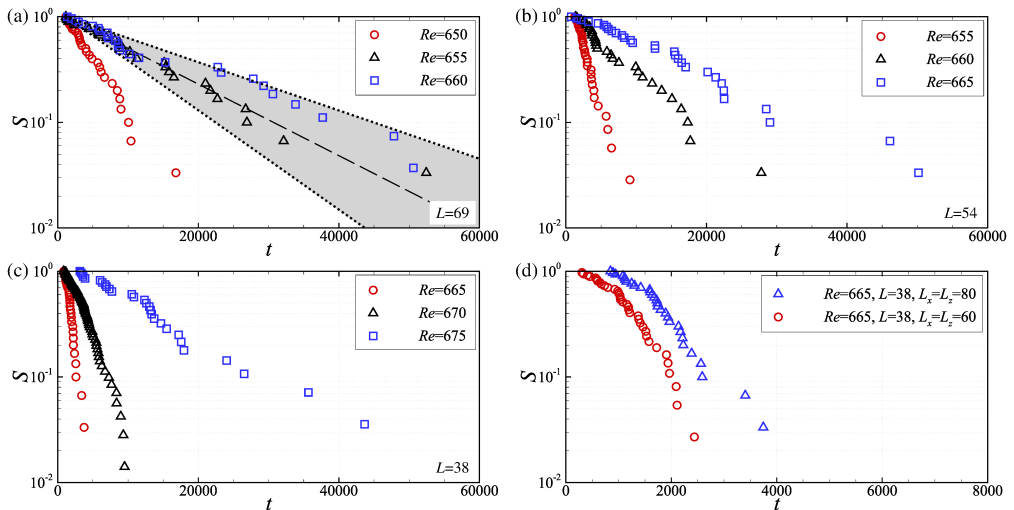 (a)
10⁰
10⁻¹
10⁻²
S
Re=650
Re=655
Re=660
L=69
0 20000 40000 60000
t
(b)
10⁰
10⁻¹
10⁻²
S
Re=655
Re=660
Re=665
L=54
0 20000 40000 60000
t
(c)
10⁰
10⁻¹
10⁻²
S
Re=665
Re=670
Re=675
L=38
0 20000 40000 60000
t
(d)
10⁰
10⁻¹
10⁻²
S
Re=665, L=38, Lₓ=L_z=80
Re=665, L=38, Lₓ=L_z=60
0 2000 4000 6000 8000
t